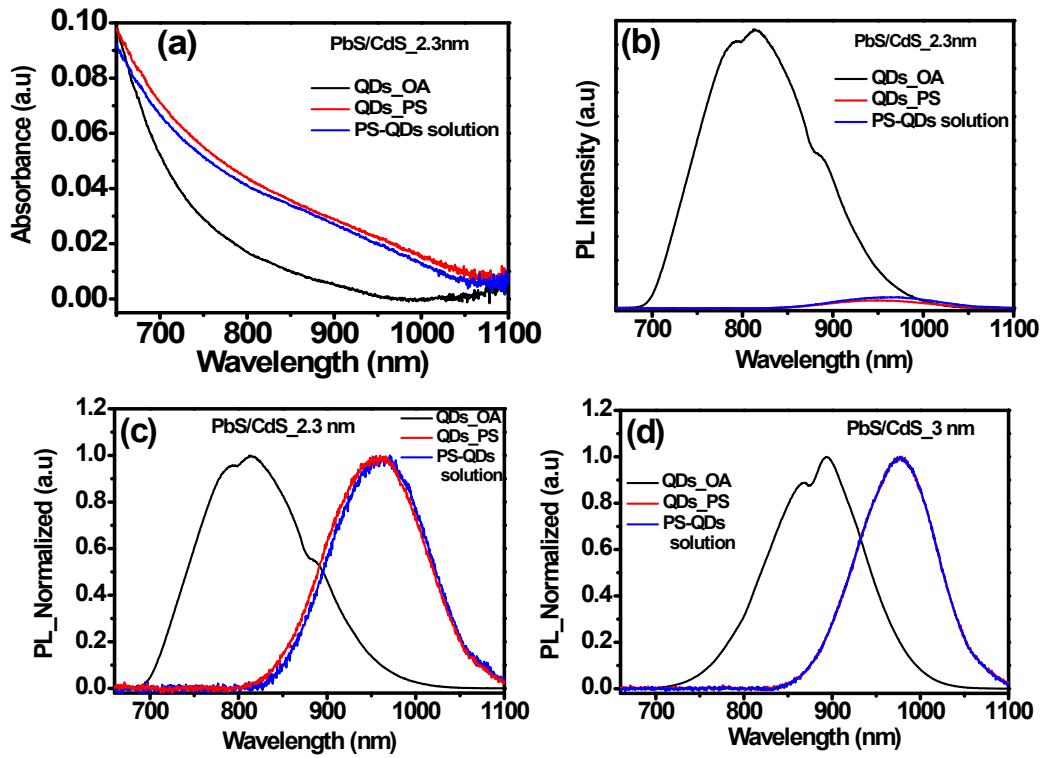 (a)
PbS/CdS_2.3nm
QDs_OA
QDs_PS
PS-QDs solution
Absorbance (a.u)
0.10
0.08
0.06
0.04
0.02
0.00
700 800 900 1000 1100
Wavelength (nm)
(b)
PbS/CdS_2.3nm
QDs_OA
QDs_PS
PS-QDs solution
PL Intensity (a.u)
700 800 900 1000 1100
Wavelength (nm)
(c)
PbS/CdS_2.3 nm
QDs_OA
QDs_PS
PS-QDs
solution
PL_Normalized (a.u)
1.2
1.0
0.8
0.6
0.4
0.2
0.0
700 800 900 1000 1100
Wavelength (nm)
(d)
PbS/CdS_3 nm
QDs_OA
QDs_PS
PS-QDs
solution
PL_Normalized (a.u)
1.2
1.0
0.8
0.6
0.4
0.2
0.0
700 800 900 1000 1100
Wavelength (nm)